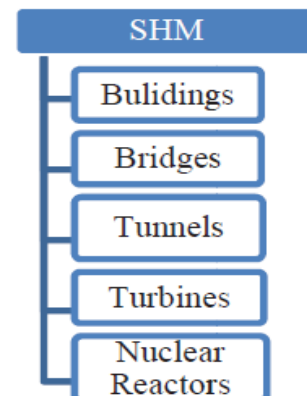 SHM
Bulidings
Bridges
Tunnels
Turbines
Nuclear
Reactors